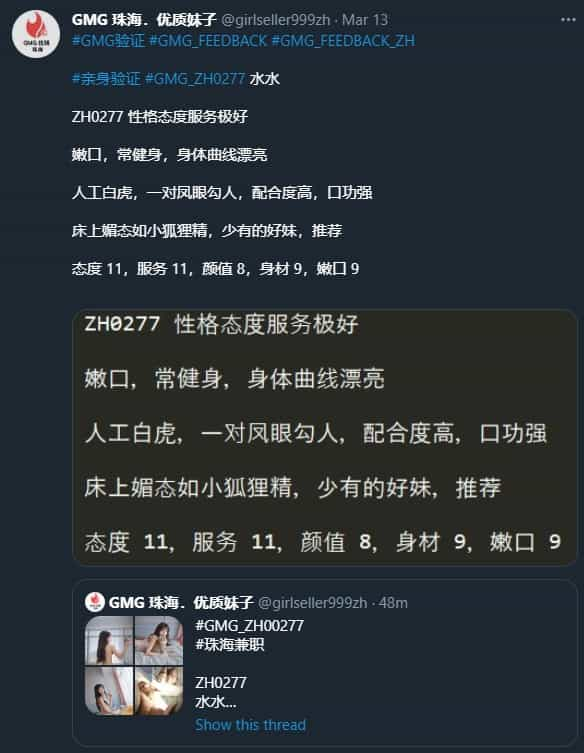 GMG 珠海．优质妹子 @girlseller999zh · Mar 13
#GMG验证 #GMG_FEEDBACK #GMG_FEEDBACK_ZH
#亲身验证 #GMG_ZH0277 水水
ZH0277 性格态度服务极好
嫩口，常健身，身体曲线漂亮
人工白虎，一对凤眼勾人，配合度高，口功强
床上媚态如小狐狸精，少有的好妹，推荐
态度 11，服务 11，颜值 8，身材 9，嫩口 9
ZH0277 性格态度服务极好
嫩口，常健身，身体曲线漂亮
人工白虎，一对凤眼勾人，配合度高，口功强
床上媚态如小狐狸精，少有的好妹，推荐
态度 11，服务 11，颜值 8，身材 9，嫩口 9
GMG 珠海．优质妹子 @girlseller999zh · 48m
#GMG_ZH00277
#珠海兼职
ZH0277
水水...
Show this thread